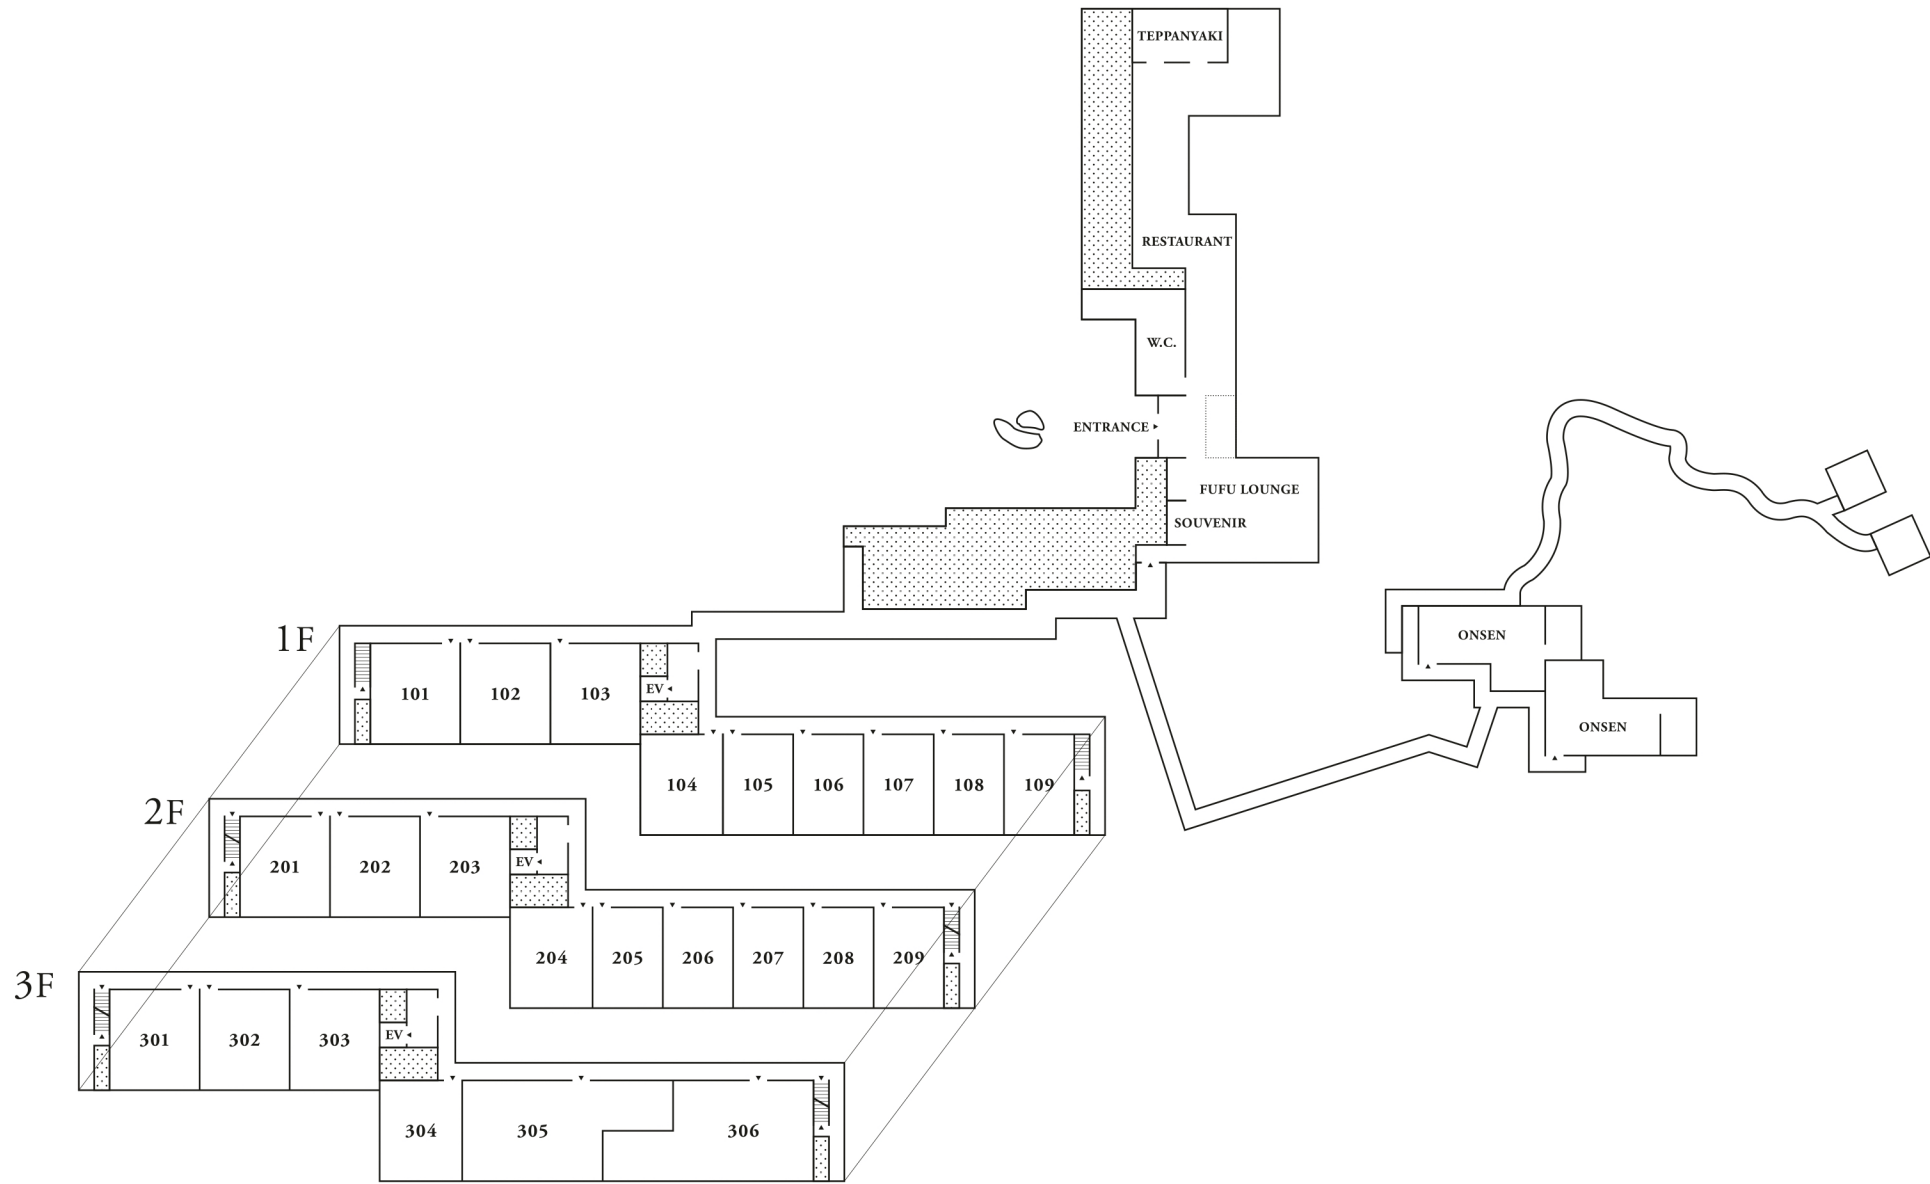 TEPPANYAKI
RESTAURANT
W.C.
ENTRANCE
FUFU LOUNGE
SOUVENIR
ONSEN
ONSEN
1F
101
102
103
EV
104
105
106
107
108
109
2F
201
202
203
EV
204
205
206
207
208
209
3F
301
302
303
EV
304
305
306